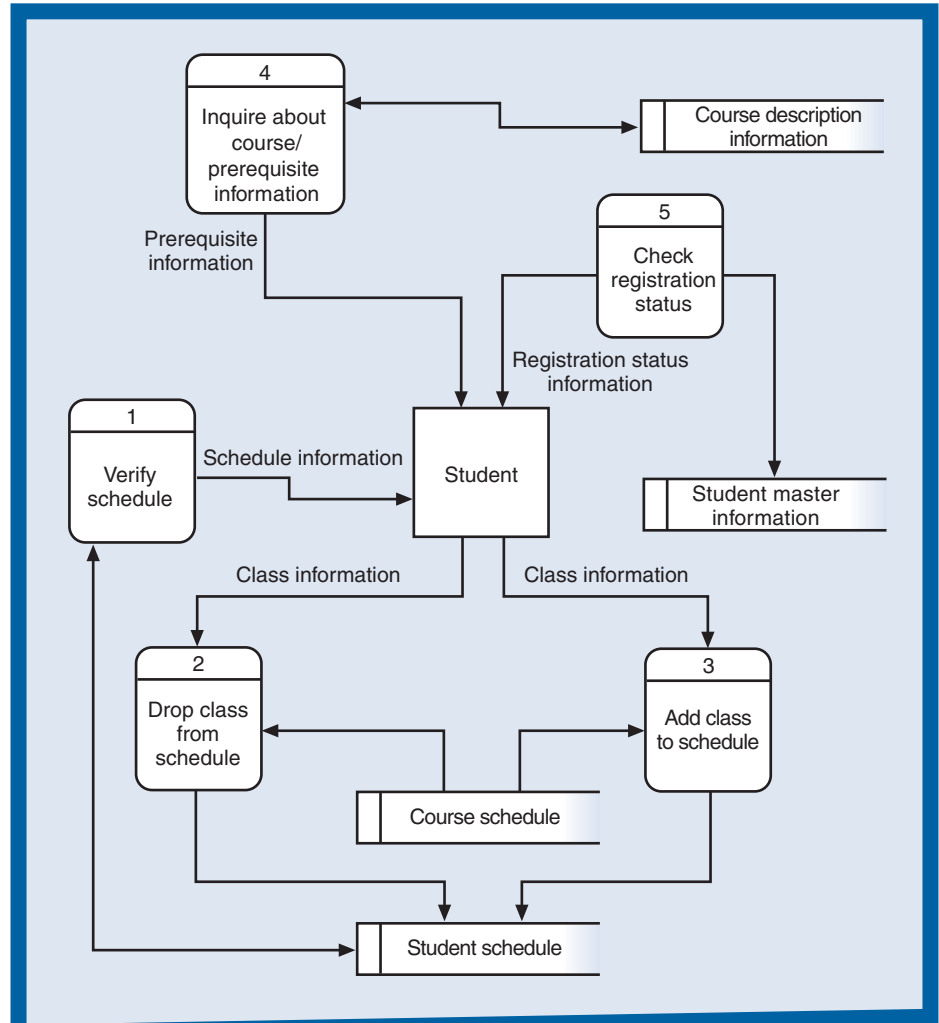 4
Inquire about
course/
prerequisite
information
Course description
information
Prerequisite
information
5
Check
registration
status
Registration status
information
1
Verify
schedule
Schedule information
Student
Student master
information
Class information
Class information
2
Drop class
from
schedule
3
Add class
to schedule
Course schedule
Student schedule